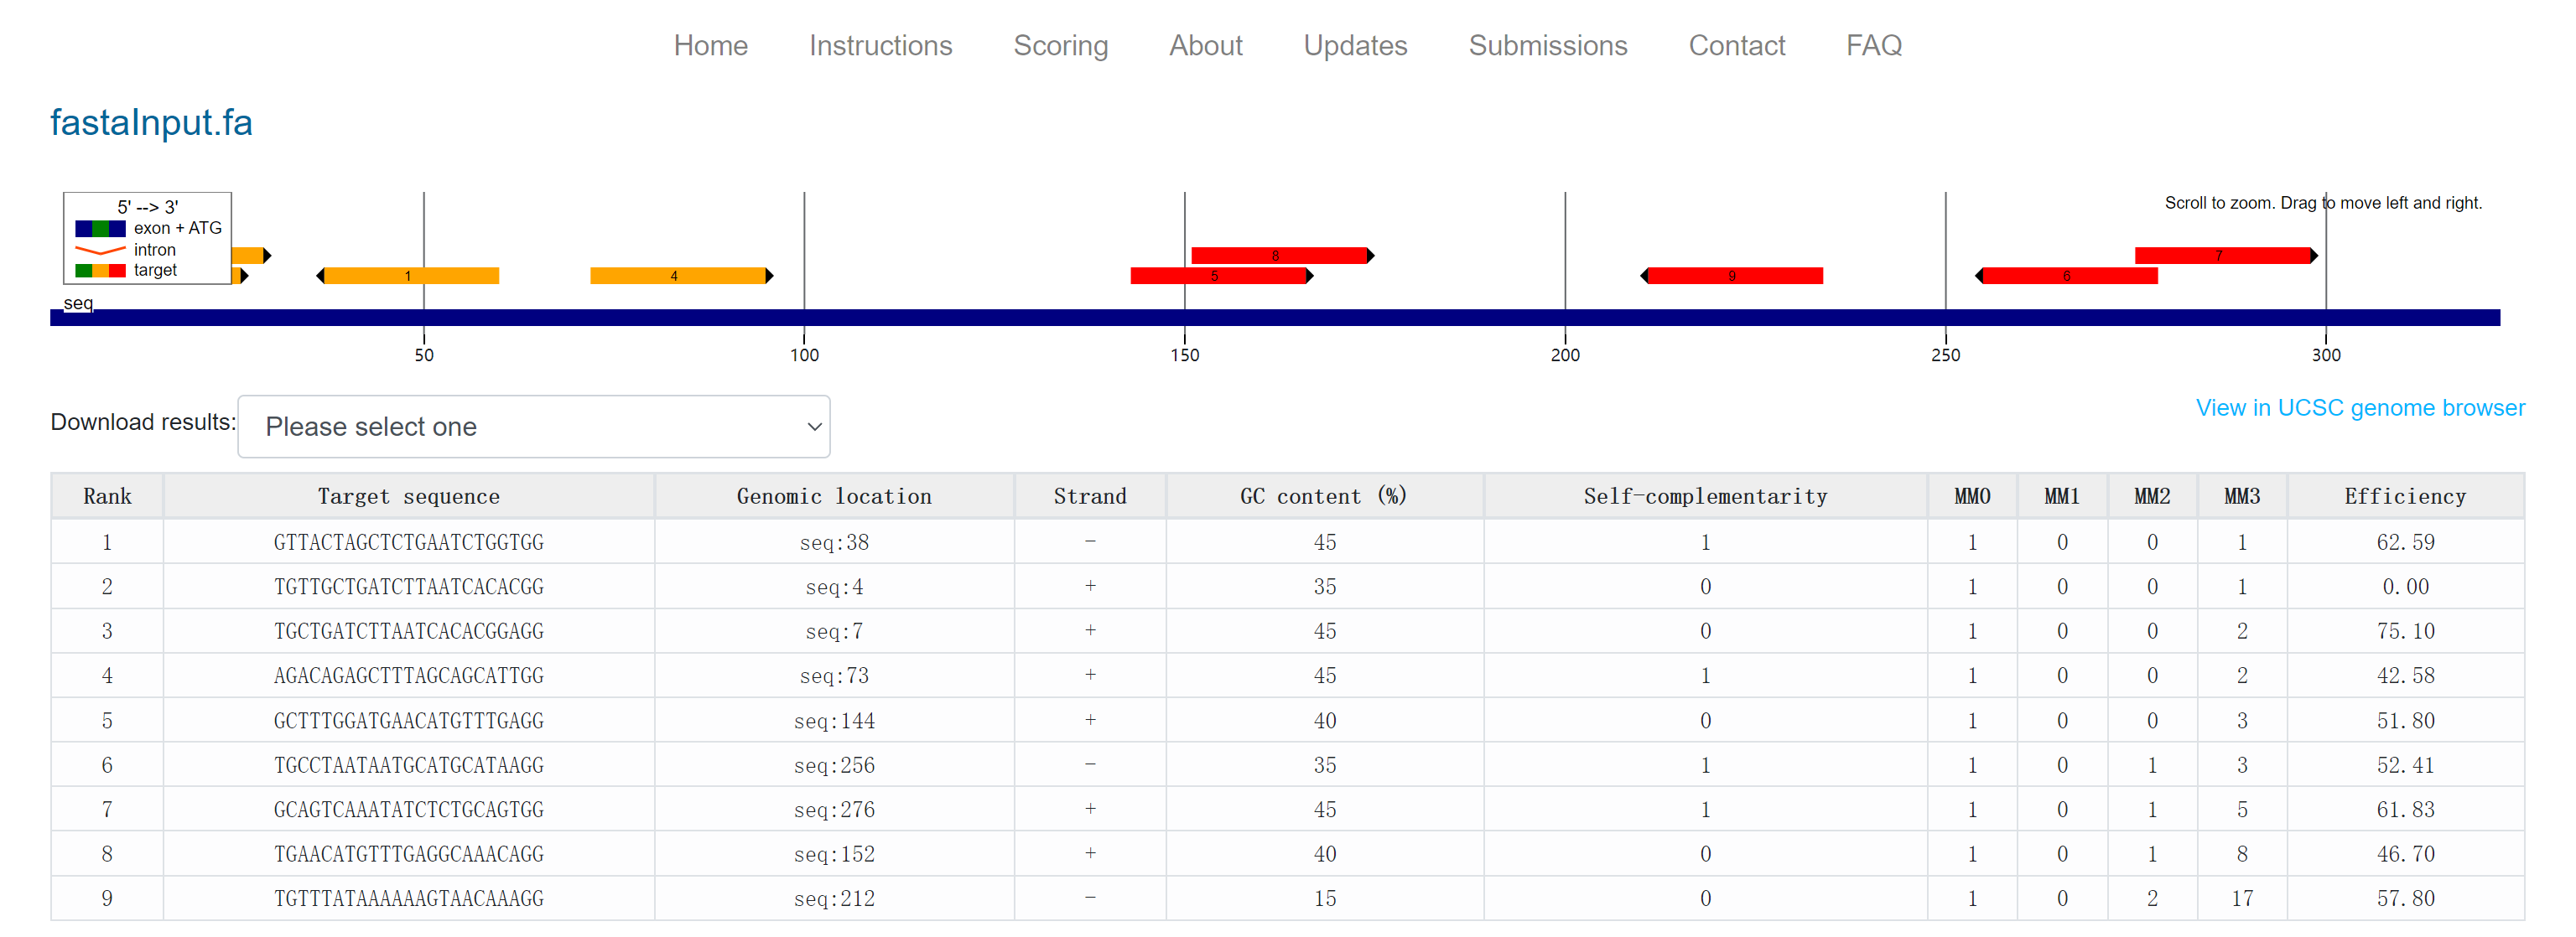 Home Instructions Scoring About Updates Submissions Contact FAQ
fastaInput.fa
5' --> 3'
Scroll to zoom. Drag to move left and right.
exon + ATG
intron
target
8 7
1 4 5 9 6
seq
50 100 150 200 250 300
Download results: Please select one
View in UCSC genome browser
Rank Target sequence Genomic location Strand GC content (%) Self-complementarity MM0 MM1 MM2 MM3 Efficiency
1 GTTACTAGCTCTGAATCTGGTGG seq:38 - 45 1 1 0 0 1 62.59
2 TGTTGCTGATCTTAATCACACGG seq:4 + 35 0 1 0 0 1 0.00
3 TGCTGATCTTAATCACACGGAGG seq:7 + 45 0 1 0 0 2 75.10
4 AGACAGAGCTTTAGCAGCATTGG seq:73 + 45 1 1 0 0 2 42.58
5 GCTTTGGATGAACATGTTTGAGG seq:144 + 40 0 1 0 0 3 51.80
6 TGCCTAATAATGCATGCATAAGG seq:256 - 35 1 1 0 1 3 52.41
7 GCAGTCAAATATCTCTGCAGTGG seq:276 + 45 1 1 0 1 5 61.83
8 TGAACATGTTTGAGGCAAACAGG seq:152 + 40 0 1 0 1 8 46.70
9 TGTTTATAAAAAAGTAACAAAGG seq:212 - 15 0 1 0 2 17 57.80